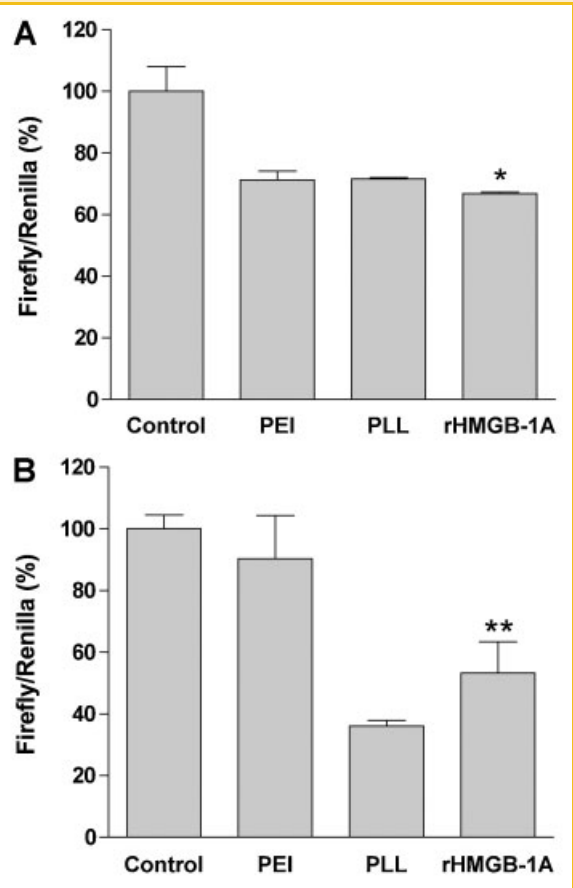 A
120
100
80
60
40
20
0
Firefly/Renilla (%)
*
Control PEI PLL rHMGB-1A
B
120
100
80
60
40
20
0
Firefly/Renilla (%)
**
Control PEI PLL rHMGB-1A